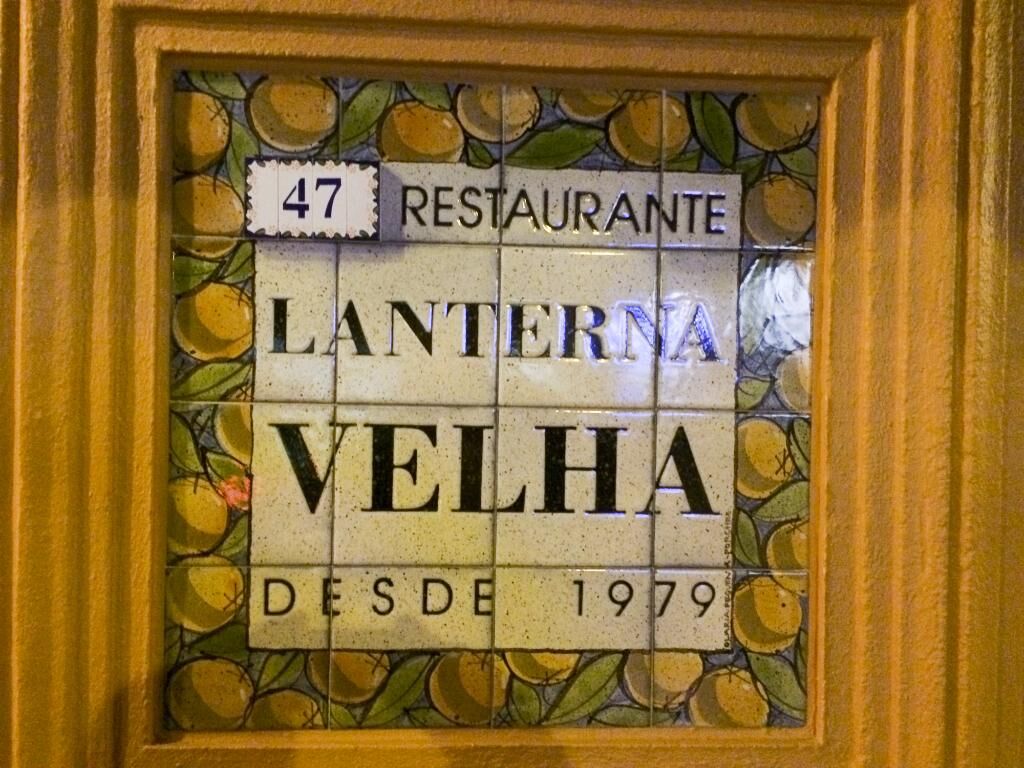 47 RESTAURANTE
LANTERNA
VELHA
DESDE 1979